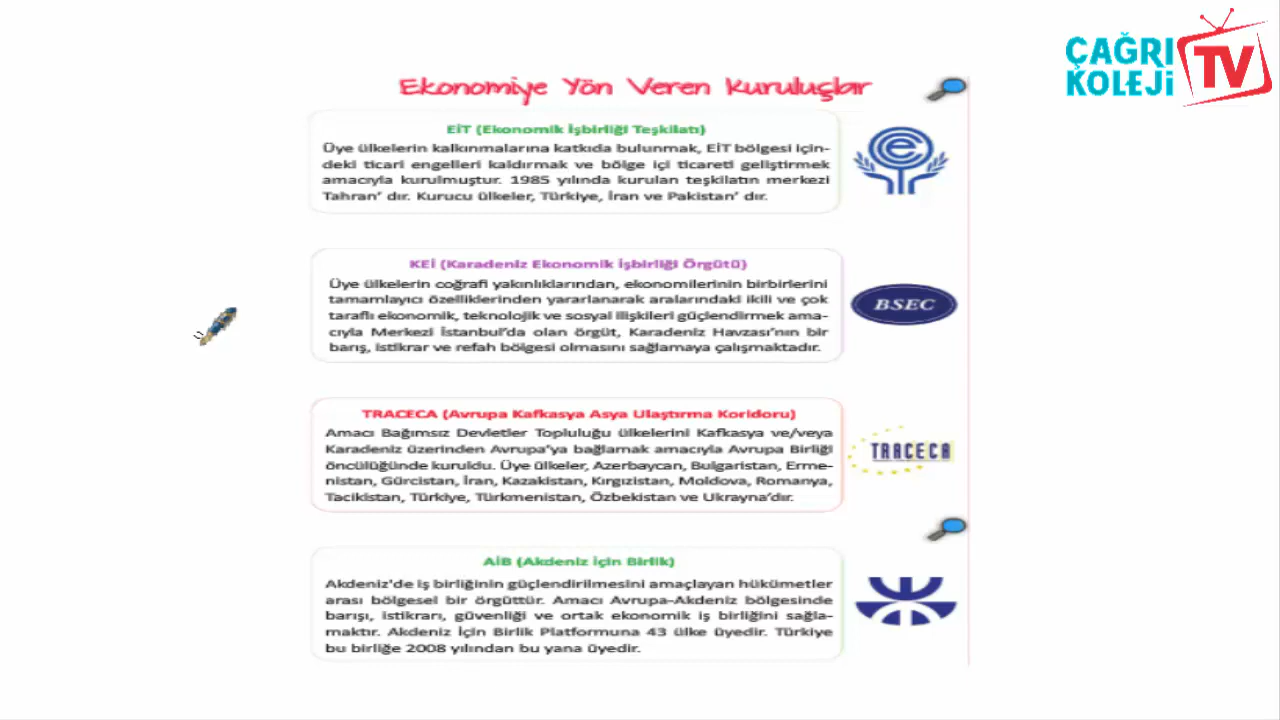 ÇAĞRI
KOLEJİ
TV
Ekonomiye Yön Veren Kuruluşlar
EİT (Ekonomik İşbirliği Teşkilatı)
Üye ülkelerin kalkınmalarına katkıda bulunmak, EİT bölgesi için-
deki ticari engelleri kaldırmak ve bölge içi ticareti geliştirmek
amacıyla kurulmuştur. 1985 yılında kurulan teşkilatın merkezi
Tahran' dır. Kurucu ülkeler, Türkiye, İran ve Pakistan' dır.
e
KEİ (Karadeniz Ekonomik İşbirliği Örgütü)
Üye ülkelerin coğrafi yakınlıklarından, ekonomilerinin birbirlerini
tamamlayıcı özelliklerinden yararlanarak aralarındaki ikili ve çok
taraflı ekonomik, teknolojik ve sosyal ilişkileri güçlendirmek ama-
cıyla Merkezi İstanbul'da olan örgüt, Karadeniz Havzası'nın bir
barış, istikrar ve refah bölgesi olmasını sağlamaya çalışmaktadır.
BSEC
TRACECA (Avrupa Kafkasya Asya Ulaştırma Koridoru)
Amacı Bağımsız Devletler Topluluğu ülkelerini Kafkasya ve/veya
Karadeniz üzerinden Avrupa'ya bağlamak amacıyla Avrupa Birliği
öncülüğünde kuruldu. Üye ülkeler, Azerbaycan, Bulgaristan, Erme-
nistan, Gürcistan, İran, Kazakistan, Kırgızistan, Moldova, Romanya,
Tacikistan, Türkiye, Türkmenistan, Özbekistan ve Ukrayna'dır.
TRACECA
AİB (Akdeniz İçin Birlik)
Akdeniz'de iş birliğinin güçlendirilmesini amaçlayan hükümetler
arası bölgesel bir örgüttür. Amacı Avrupa-Akdeniz bölgesinde
barışı, istikrarı, güvenliği ve ortak ekonomik iş birliğini sağla-
maktır. Akdeniz İçin Birlik Platformuna 43 ülke üyedir. Türkiye
bu birliğe 2008 yılından bu yana üyedir.